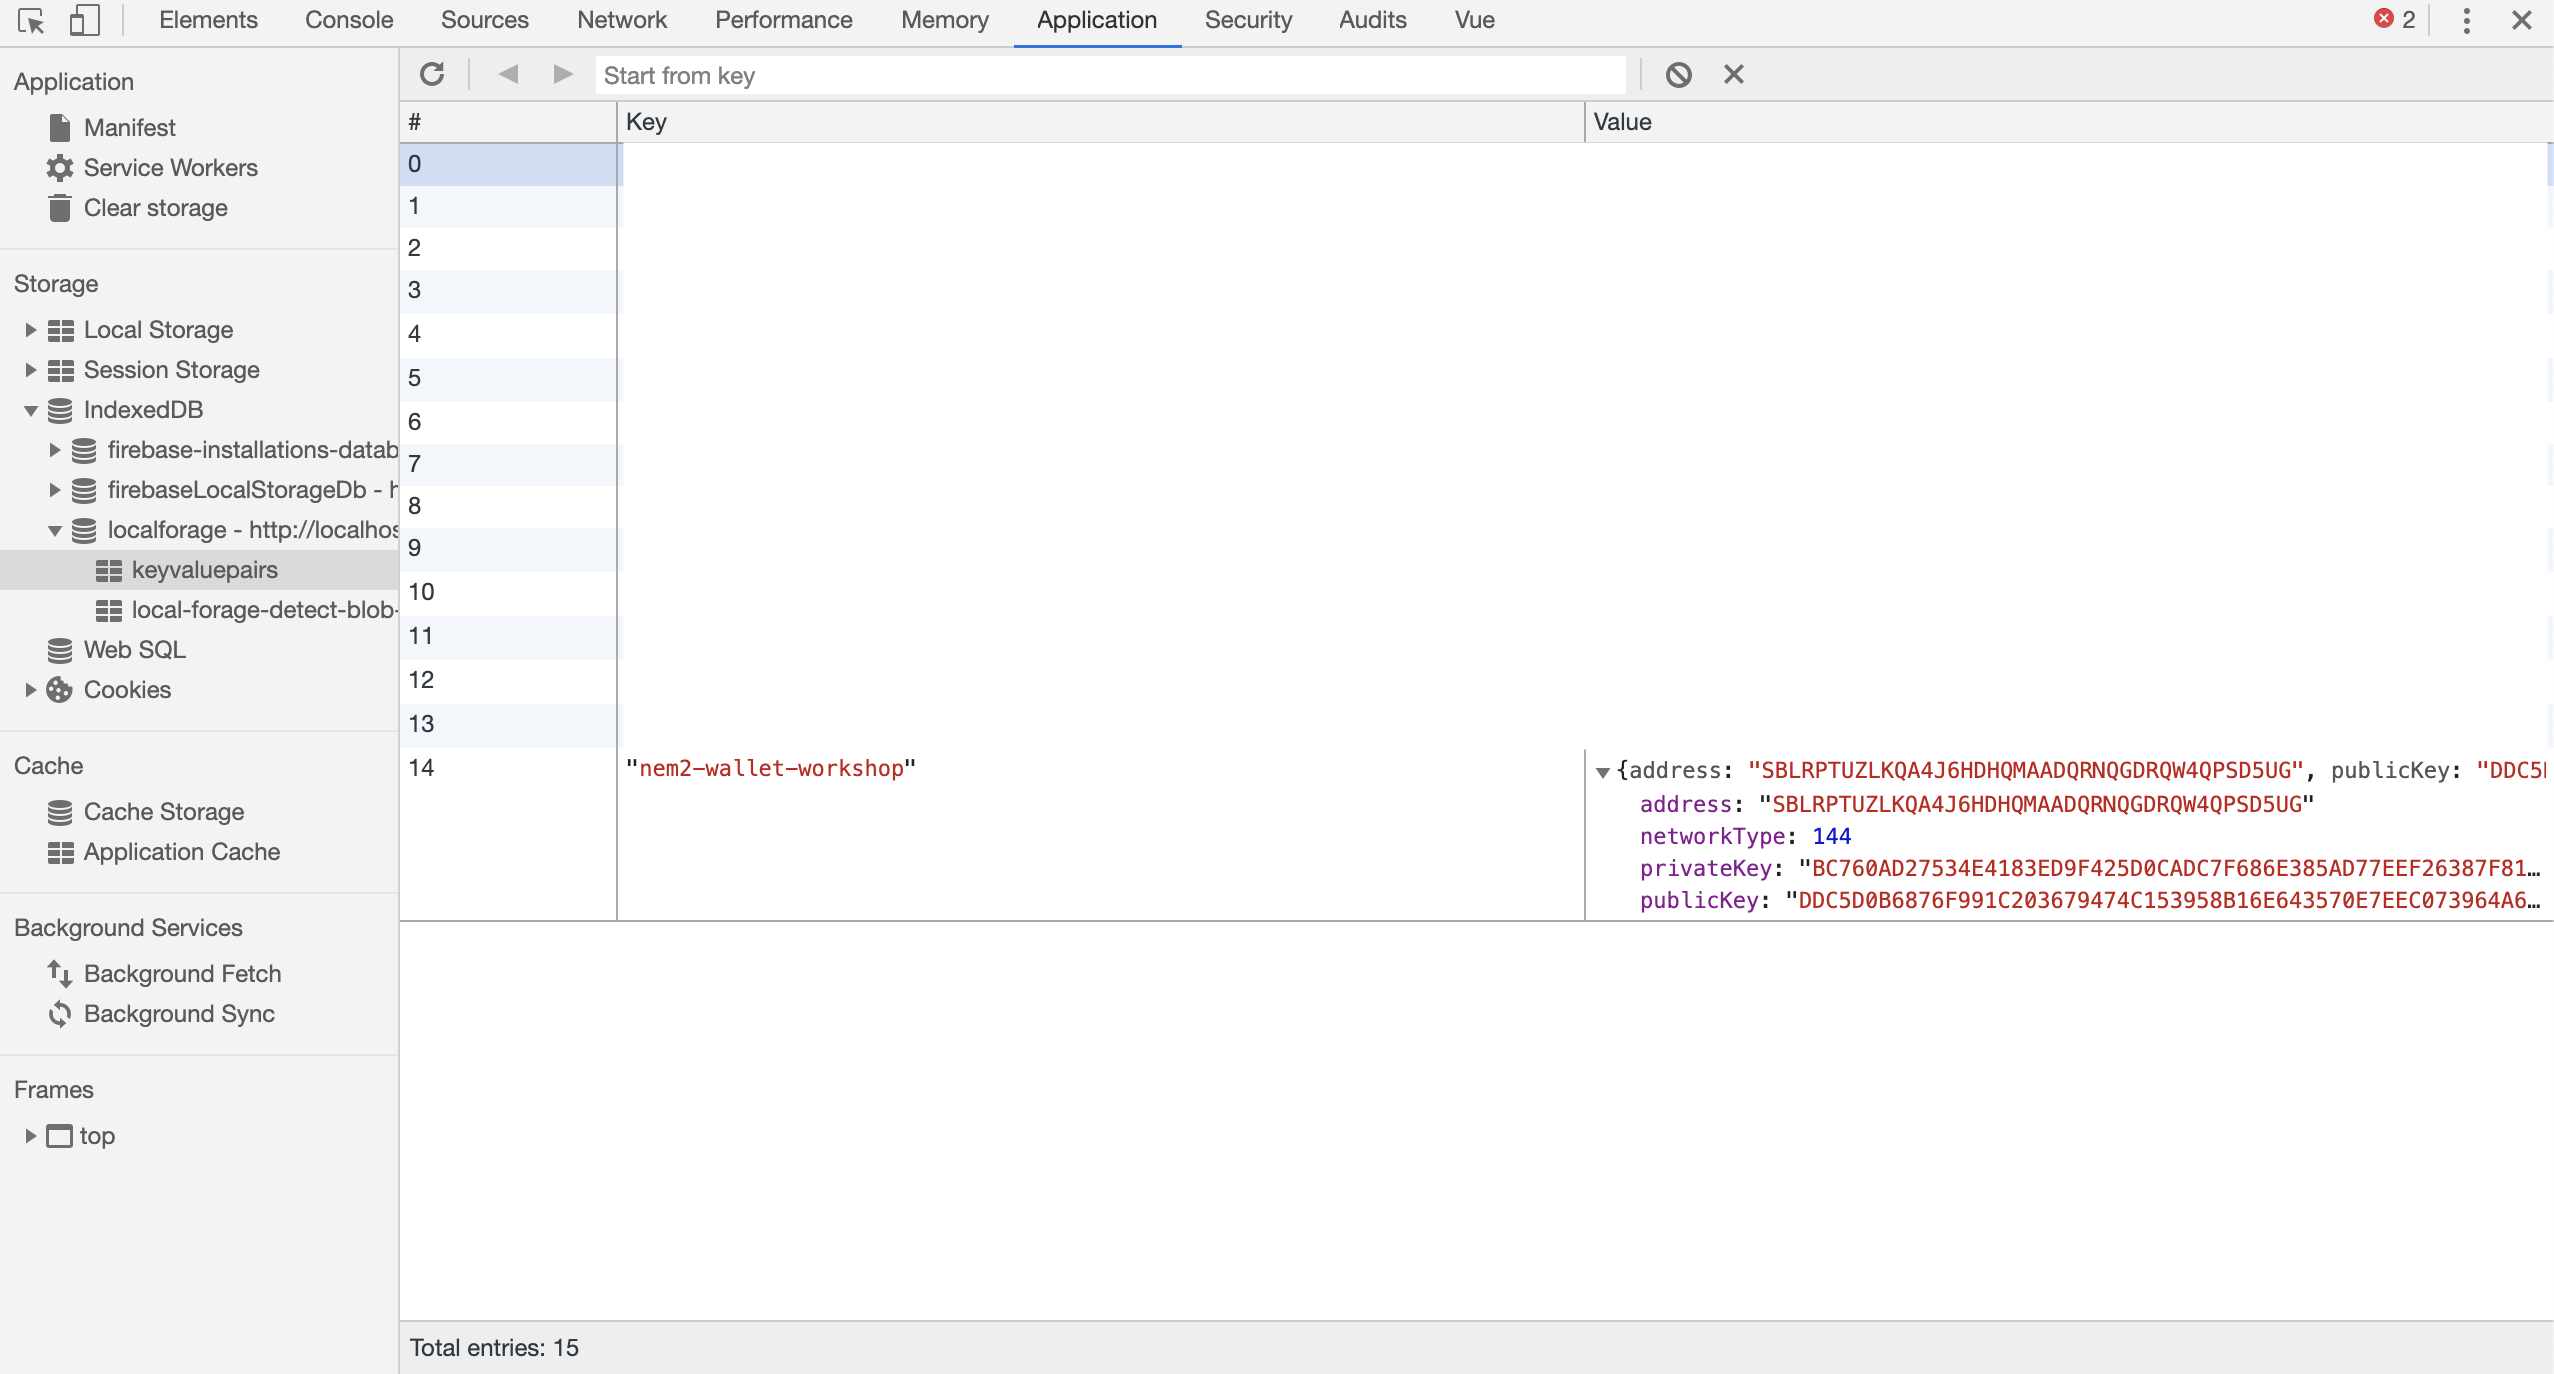 Elements Console Sources Network Performance Memory Application Security Audits Vue 2
Application
Manifest
Service Workers
Clear storage
Storage
Local Storage
Session Storage
IndexedDB
firebase-installations-datab
firebaseLocalStorageDb - h
localforage - http://localhos
keyvaluepairs
local-forage-detect-blob-
Web SQL
Cookies
Cache
Cache Storage
Application Cache
Background Services
Background Fetch
Background Sync
Frames
top
Start from key
# Key Value
0
1
2
3
4
5
6
7
8
9
10
11
12
13
14 "nem2-wallet-workshop" {address: "SBLRPTUZLKQA4J6HDHQMAADQRNQGDRQW4QPSD5UG", publicKey: "DDC5
address: "SBLRPTUZLKQA4J6HDHQMAADQRNQGDRQW4QPSD5UG"
networkType: 144
privateKey: "BC760AD27534E4183ED9F425D0CADC7F686E385AD77EEF26387F81…
publicKey: "DDC5D0B6876F991C203679474C153958B16E643570E7EEC073964A6…
Total entries: 15